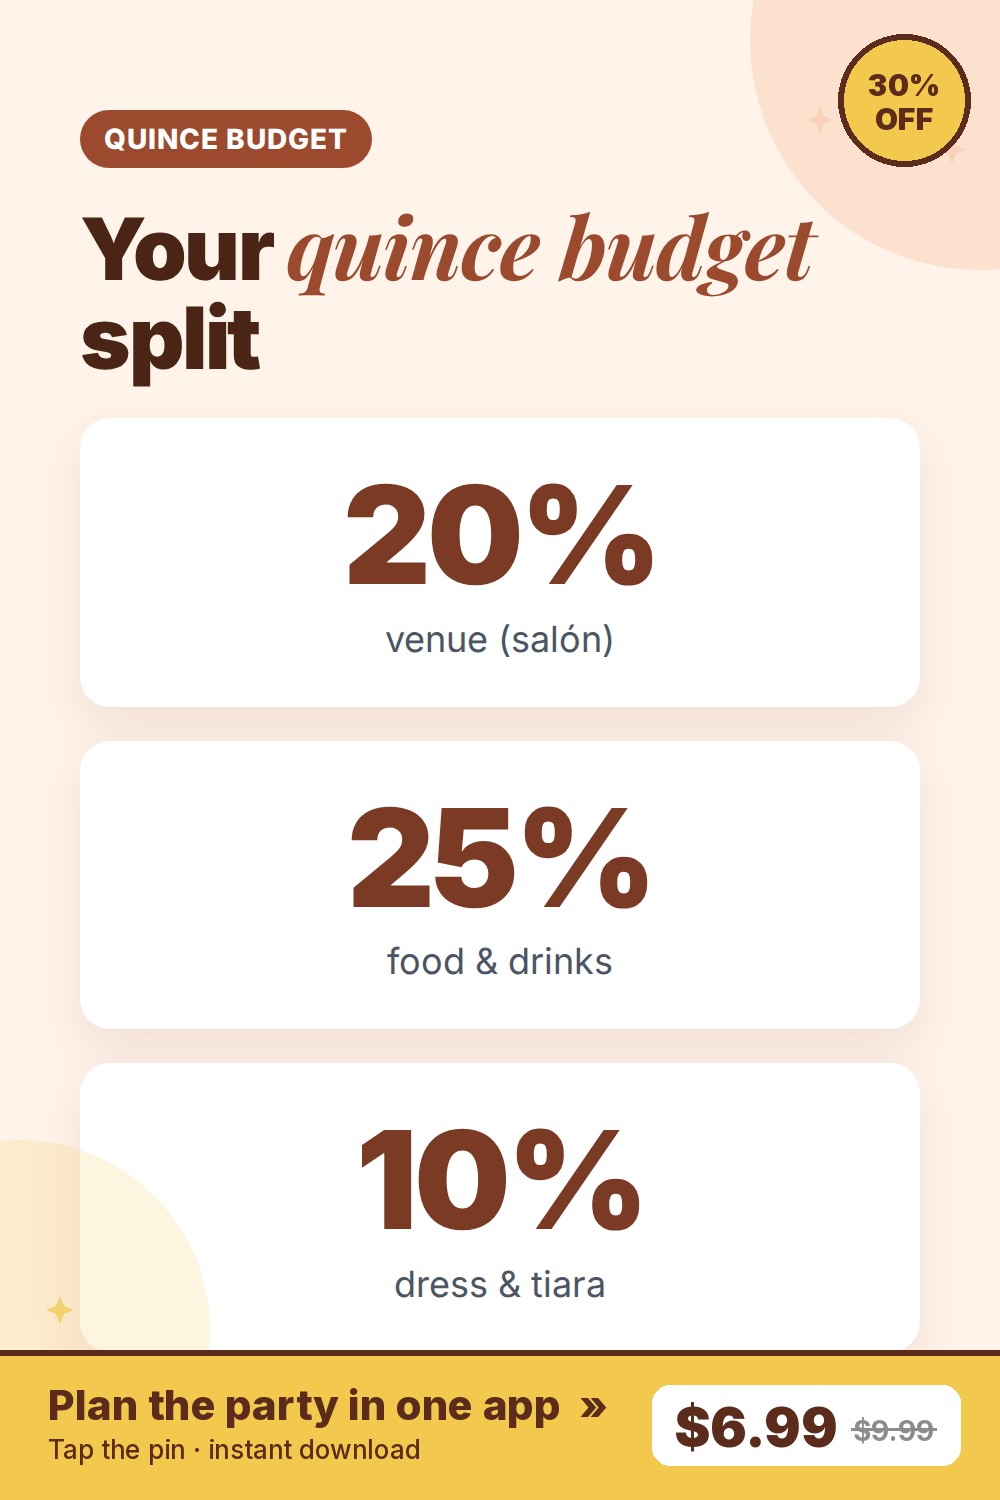 30%
OFF
QUINCE BUDGET
Your quince budget
split
20%
venue (salón)
25%
food & drinks
10%
dress & tiara
Plan the party in one app »
Tap the pin · instant download
$6.99 $9.99